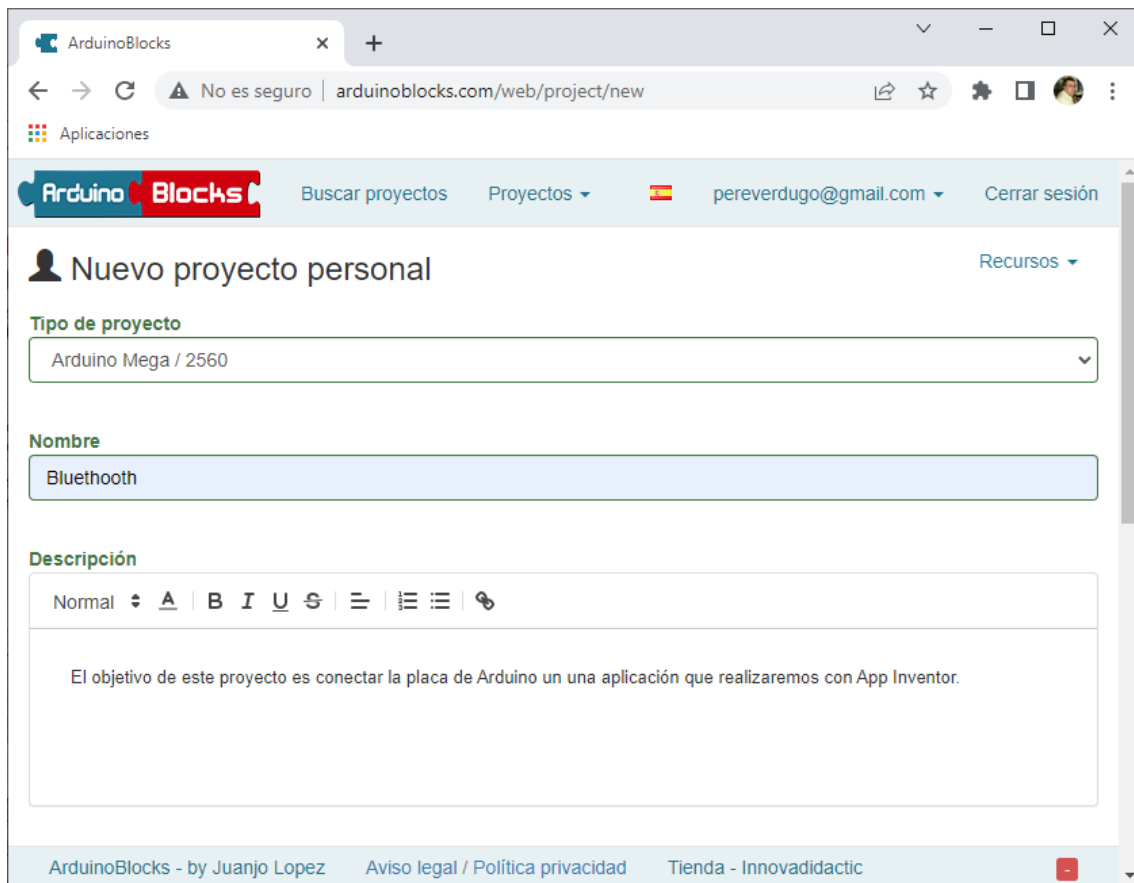 ArduinoBlocks
No es seguro | arduinoblocks.com/web/project/new
Aplicaciones
Arduino Blocks Buscar proyectos Proyectos pereverdugo@gmail.com Cerrar sesión
Nuevo proyecto personal Recursos
Tipo de proyecto
Arduino Mega / 2560
Nombre
Bluethooth
Descripción
Normal A B I U S
El objetivo de este proyecto es conectar la placa de Arduino un una aplicación que realizaremos con App Inventor.
ArduinoBlocks - by Juanjo Lopez Aviso legal / Política privacidad Tienda - Innovadidactic -